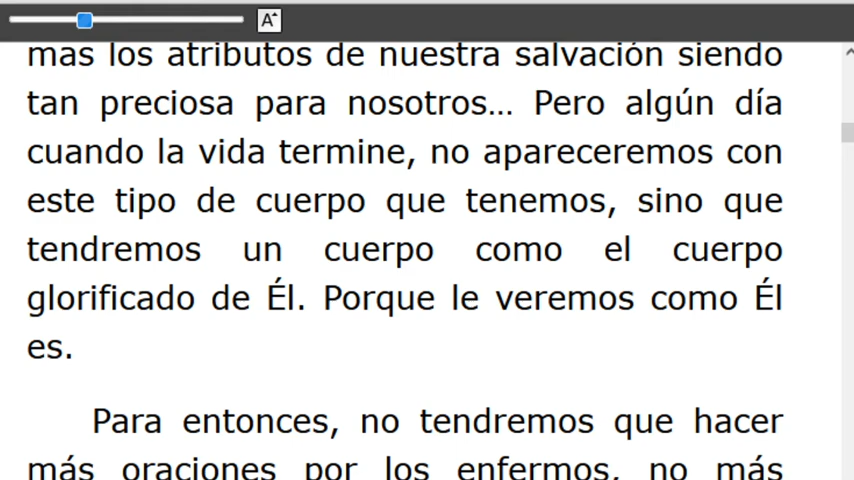 A
mas los atributos de nuestra salvación siendo
tan preciosa para nosotros... Pero algún día
cuando la vida termine, no apareceremos con
este tipo de cuerpo que tenemos, sino que
tendremos un cuerpo como el cuerpo
glorificado de Él. Porque le veremos como Él
es.
Para entonces, no tendremos que hacer
más oraciones por los enfermos, no más